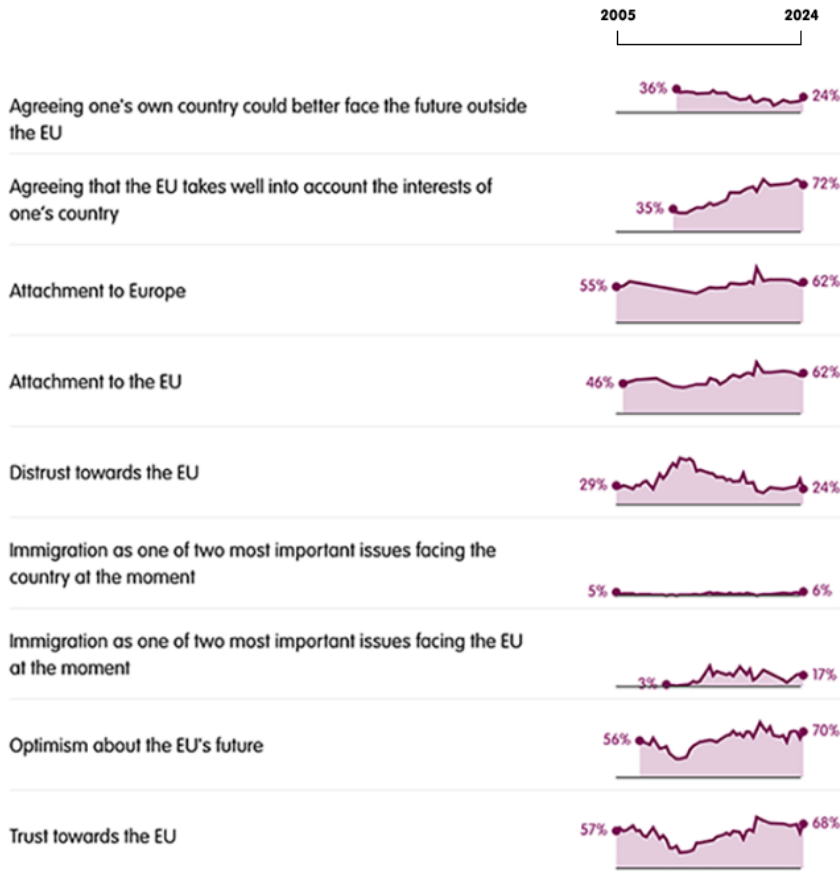 2005 2024
36% 24%
Agreeing one's own country could better face the future outside
the EU
Agreeing that the EU takes well into account the interests of
72%
35%
one's country
55% Attachment to Europe 62%
Attachment to the EU 46% 62%
Distrust towards the EU 29% 24%
Immigration as one of two most important issues facing the
country at the moment
5% 6%
Immigration as one of two most important issues facing the EU
at the moment
3% 17%
Optimism about the EU's future 56% 70%
Trust towards the EU 57% 68%